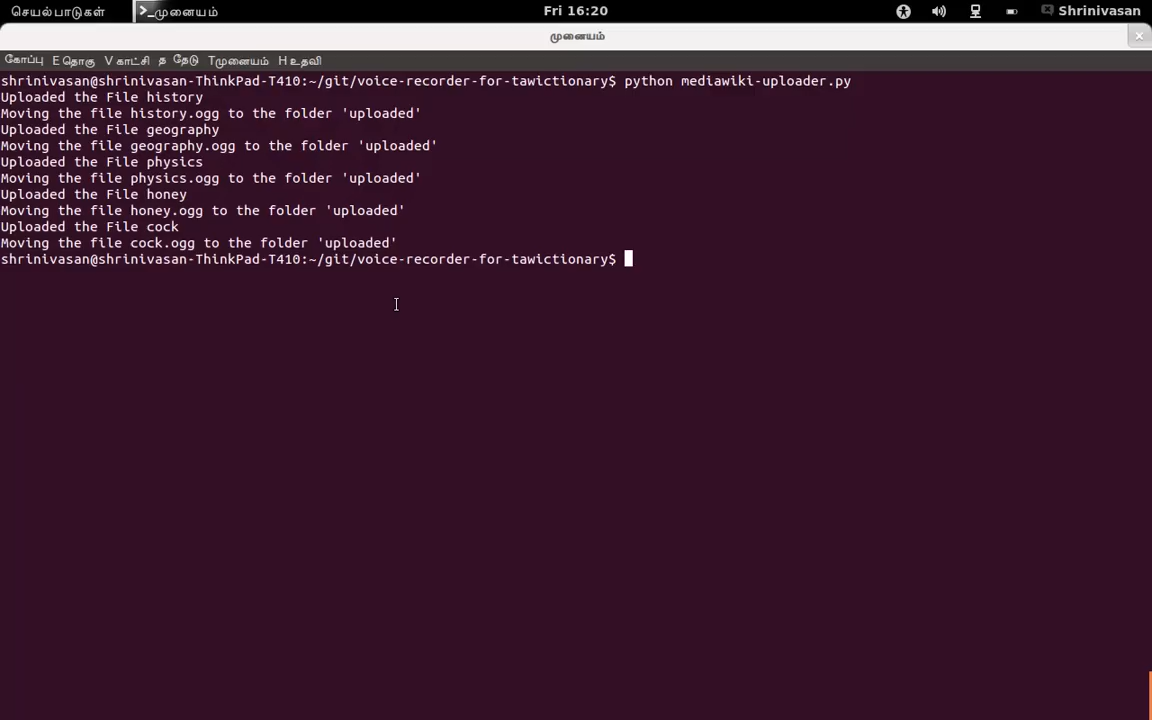 செயல்பாடுகள் >_முனையம் Fri 16:20 Shrinivasan
முனையம்
கோப்பு E தொகு V காட்சி த தேடு Tமுனையம் H உதவி
shrinivasan@shrinivasan-ThinkPad-T410:~/git/voice-recorder-for-tawictionary$ python mediawiki-uploader.py
Uploaded the File history
Moving the file history.ogg to the folder 'uploaded'
Uploaded the File geography
Moving the file geography.ogg to the folder 'uploaded'
Uploaded the File physics
Moving the file physics.ogg to the folder 'uploaded'
Uploaded the File honey
Moving the file honey.ogg to the folder 'uploaded'
Uploaded the File cock
Moving the file cock.ogg to the folder 'uploaded'
shrinivasan@shrinivasan-ThinkPad-T410:~/git/voice-recorder-for-tawictionary$